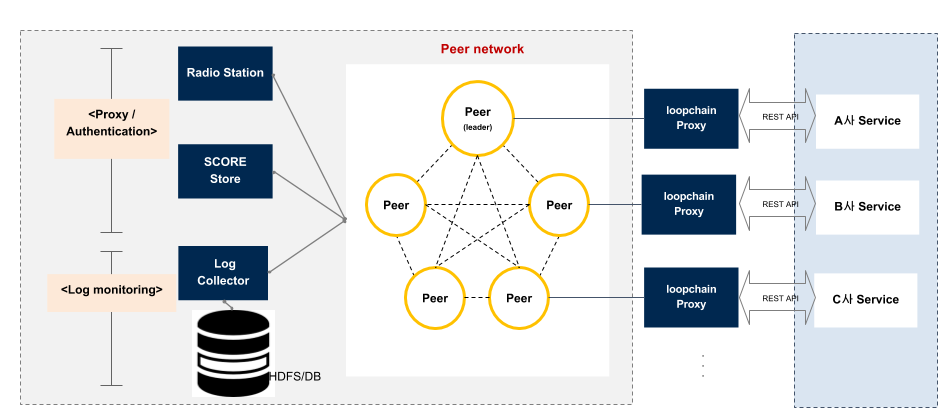 Peer network
Radio Station
<Proxy /
Authentication>
SCORE
Store
<Log monitoring>
Log
Collector
HDFS/DB
Peer
(leader)
Peer
Peer
Peer
Peer
loopchain
Proxy
REST API
A사 Service
loopchain
Proxy
REST API
B사 Service
loopchain
Proxy
REST API
C사 Service